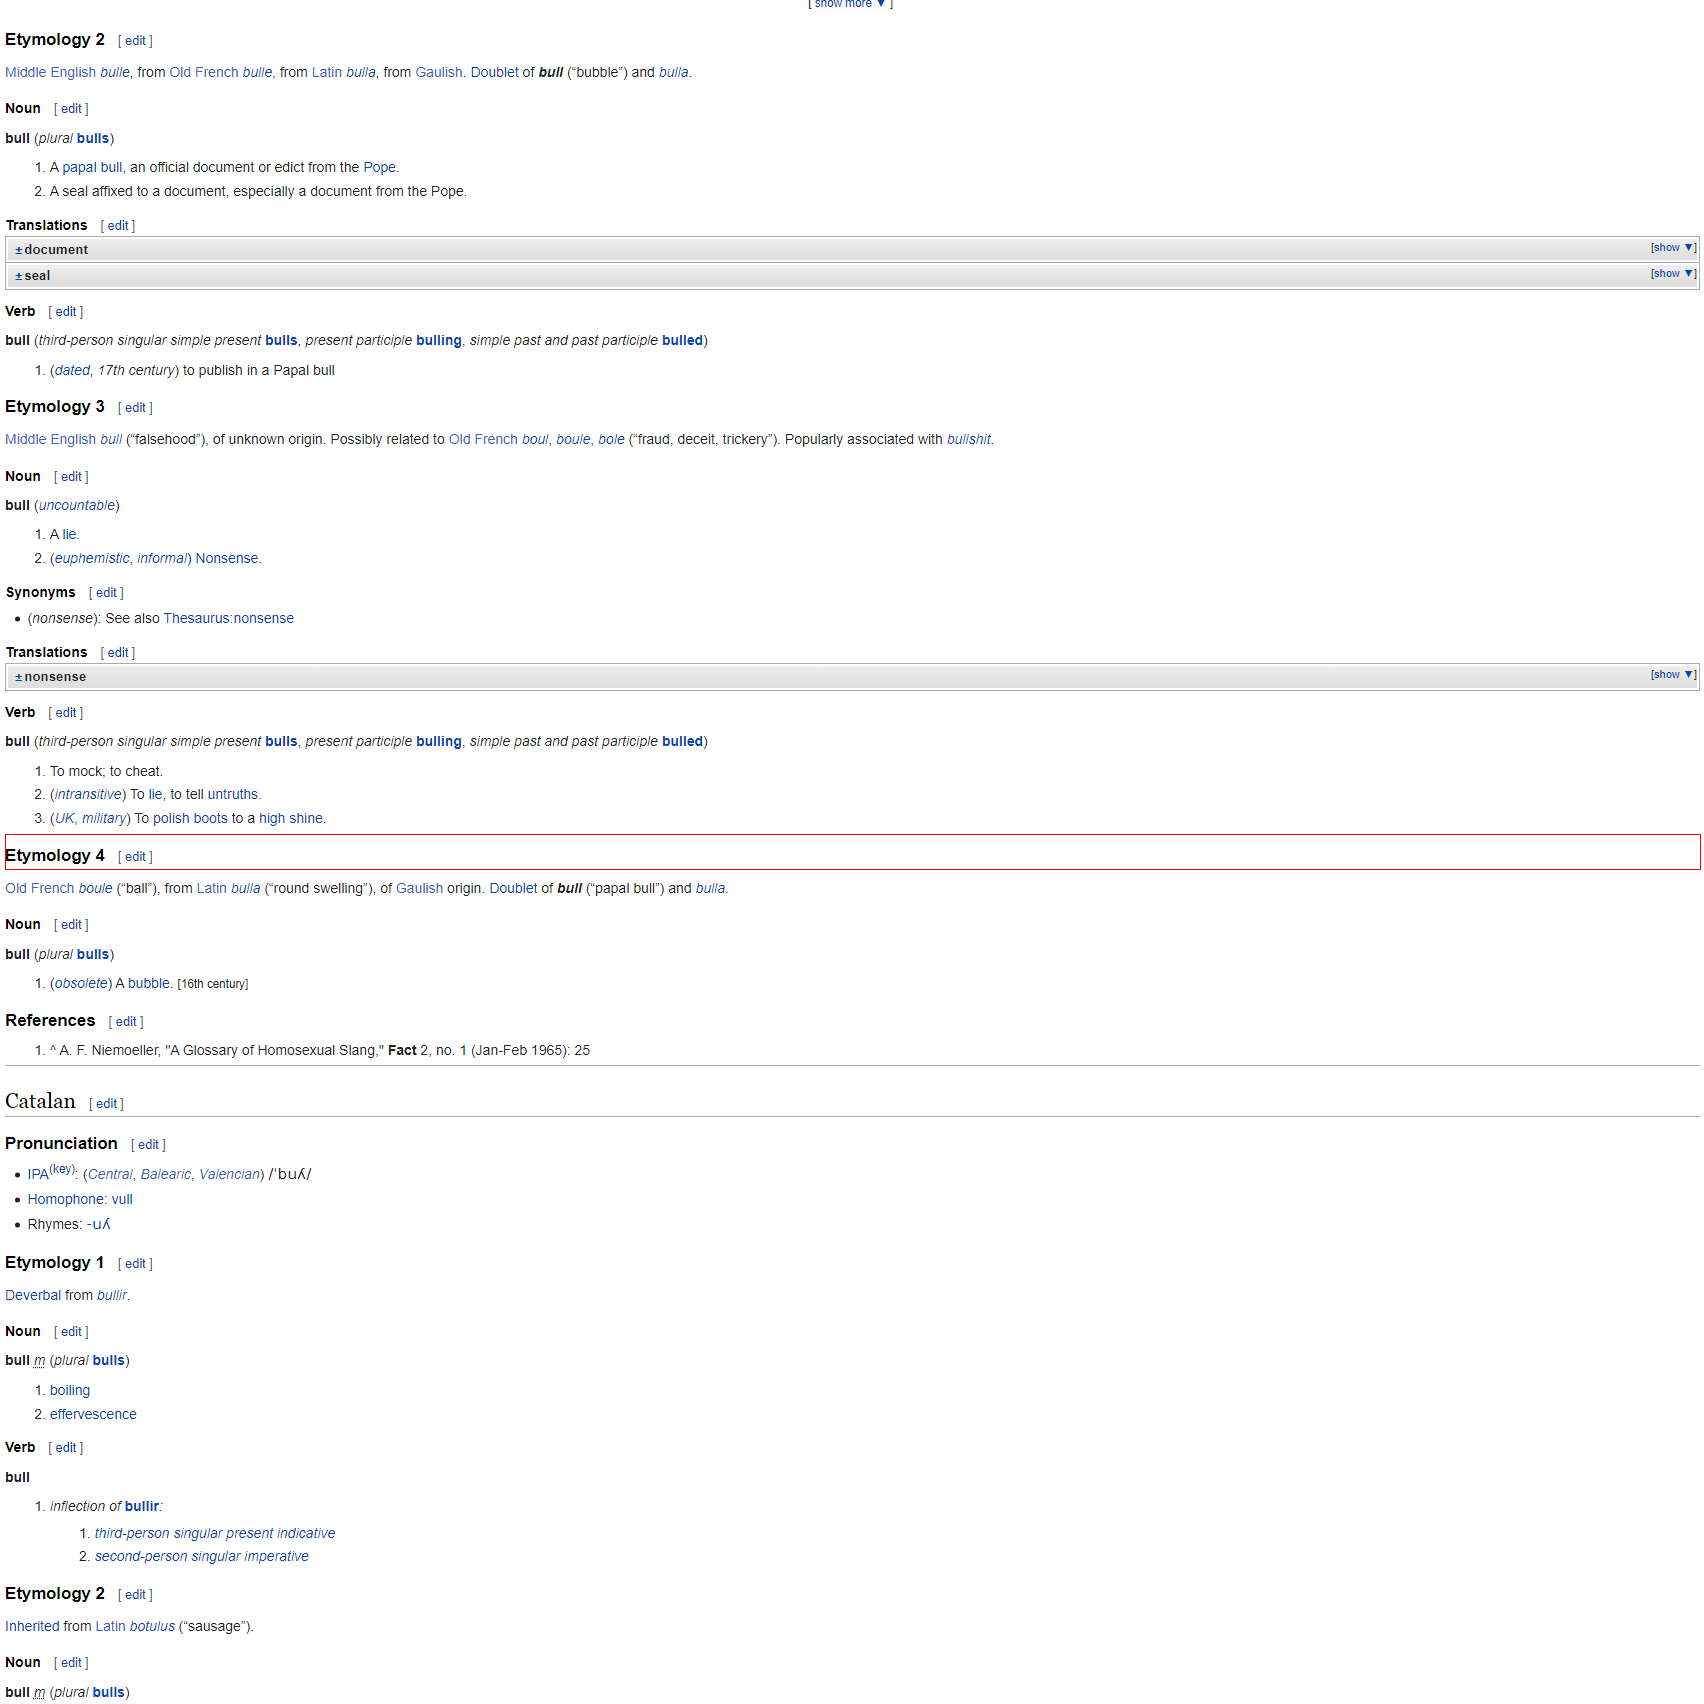 [ show more ▼ ]
Etymology 2 [ edit ]
Middle English bulle, from Old French bulle, from Latin bulla, from Gaulish. Doublet of bull (“bubble”) and bulla.
Noun [ edit ]
bull (plural bulls)
1. A papal bull, an official document or edict from the Pope.
2. A seal affixed to a document, especially a document from the Pope.
Translations [ edit ]
±document [show ▼]
±seal [show ▼]
Verb [ edit ]
bull (third-person singular simple present bulls, present participle bulling, simple past and past participle bulled)
1. (dated, 17th century) to publish in a Papal bull
Etymology 3 [ edit ]
Middle English bull (“falsehood”), of unknown origin. Possibly related to Old French boul, boule, bole (“fraud, deceit, trickery”). Popularly associated with bullshit.
Noun [ edit ]
bull (uncountable)
1. A lie.
2. (euphemistic, informal) Nonsense.
Synonyms [ edit ]
• (nonsense): See also Thesaurus:nonsense
Translations [ edit ]
±nonsense [show ▼]
Verb [ edit ]
bull (third-person singular simple present bulls, present participle bulling, simple past and past participle bulled)
1. To mock; to cheat.
2. (intransitive) To lie, to tell untruths.
3. (UK, military) To polish boots to a high shine.
Etymology 4 [ edit ]
Old French boule (“ball”), from Latin bulla (“round swelling”), of Gaulish origin. Doublet of bull (“papal bull”) and bulla.
Noun [ edit ]
bull (plural bulls)
1. (obsolete) A bubble. [16th century]
References [ edit ]
1. ^ A. F. Niemoeller, "A Glossary of Homosexual Slang," Fact 2, no. 1 (Jan-Feb 1965): 25
Catalan [ edit ]
Pronunciation [ edit ]
• IPA(key): (Central, Balearic, Valencian) /ˈbuʎ/
• Homophone: vull
• Rhymes: -uʎ
Etymology 1 [ edit ]
Deverbal from bullir.
Noun [ edit ]
bull m (plural bulls)
1. boiling
2. effervescence
Verb [ edit ]
bull
1. inflection of bullir:
1. third-person singular present indicative
2. second-person singular imperative
Etymology 2 [ edit ]
Inherited from Latin botulus (“sausage”).
Noun [ edit ]
bull m (plural bulls)